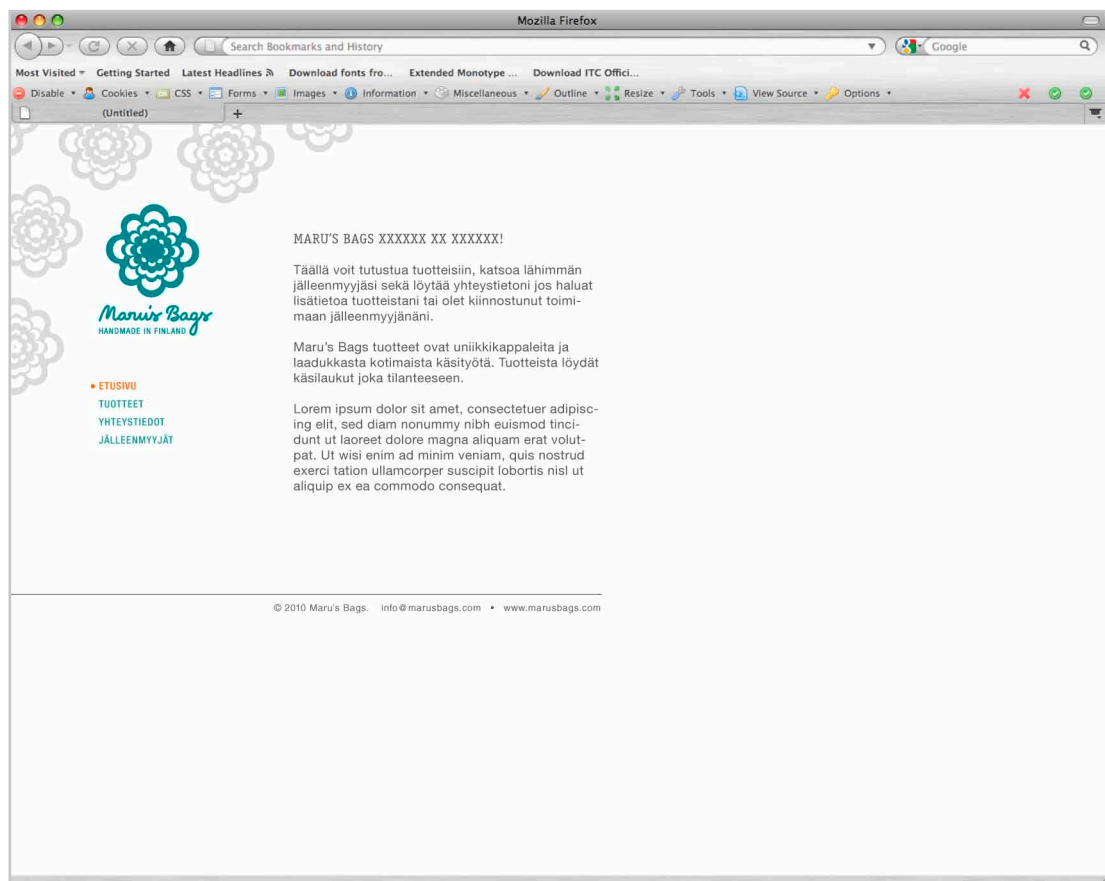 Mozilla Firefox
Search Bookmarks and History
Google
Most Visited Getting Started Latest Headlines Download fonts fro... Extended Monotype ... Download ITC Offici...
Disable Cookies CSS Forms Images Information Miscellaneous Outline Resize Tools View Source Options
(Untitled) +
Maru's Bags
HANDMADE IN FINLAND
• ETUSIVU
TUOTTEET
YHTEYSTIEDOT
JÄLLEENMYYJÄT
MARU'S BAGS XXXXXX XX XXXXXX!
Täällä voit tutustua tuotteisiin, katsoa lähimmän
jälleenmyyjäsi sekä löytää yhteystietoni jos haluat
lisätietoa tuotteistani tai olet kiinnostunut toimi-
maan jälleenmyyjänäni.
Maru's Bags tuotteet ovat uniikkikappaleita ja
laadukkasta kotimaista käsityötä. Tuotteista löydät
käsilaukut joka tilanteeseen.
Lorem ipsum dolor sit amet, consectetuer adipisc-
ing elit, sed diam nonummy nibh euismod tinci-
dunt ut laoreet dolore magna aliquam erat volut-
pat. Ut wisi enim ad minim veniam, quis nostrud
exerci tation ullamcorper suscipit lobortis nisl ut
aliquip ex ea commodo consequat.
© 2010 Maru's Bags. info@marusbags.com • www.marusbags.com